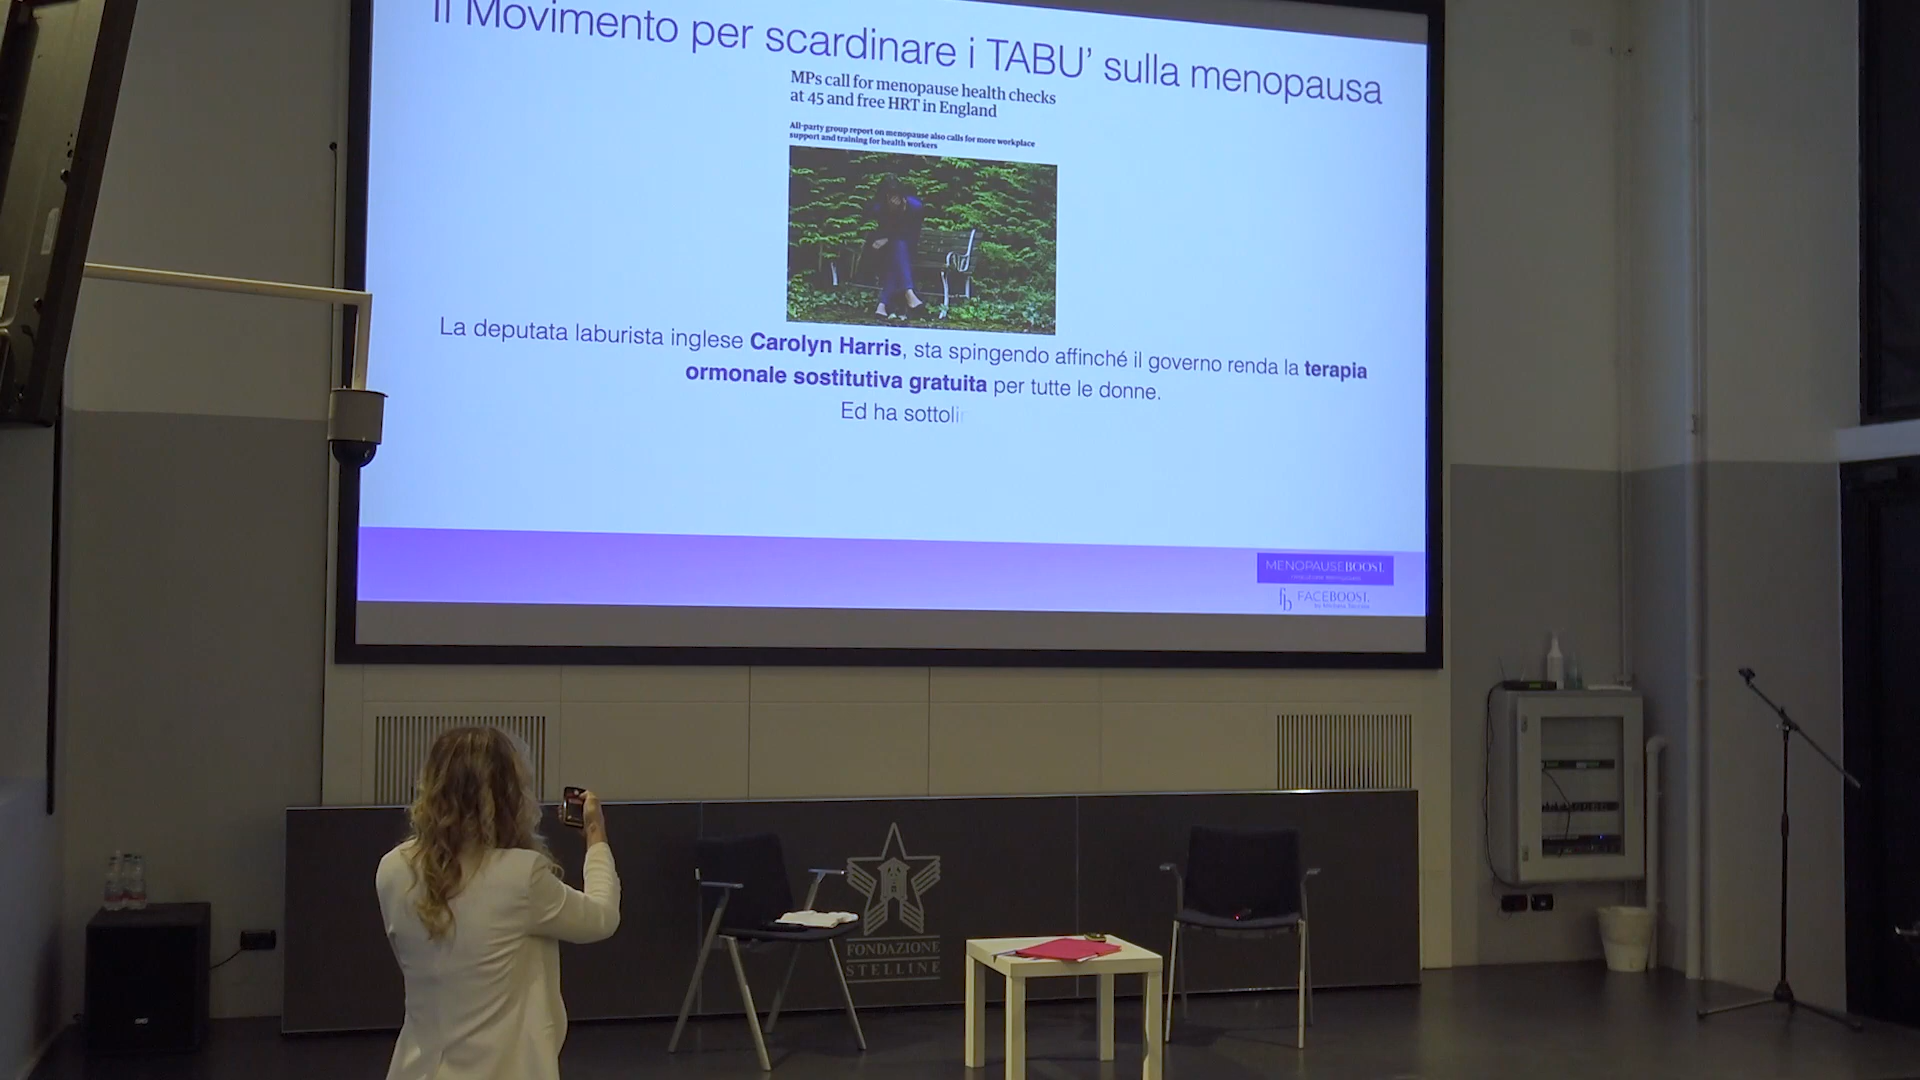 Il Movimento per scardinare i TABU' sulla menopausa
MPs call for menopause health checks
at 45 and free HRT in England
All-party group report on menopause also calls for more workplace
support and training for health workers
La deputata laburista inglese Carolyn Harris, sta spingendo affinché il governo renda la terapia
ormonale sostitutiva gratuita per tutte le donne.
Ed ha sottoli
MENOPAUSEBOOST.
fb FACEBOOST.
FONDAZIONE
STELLINE